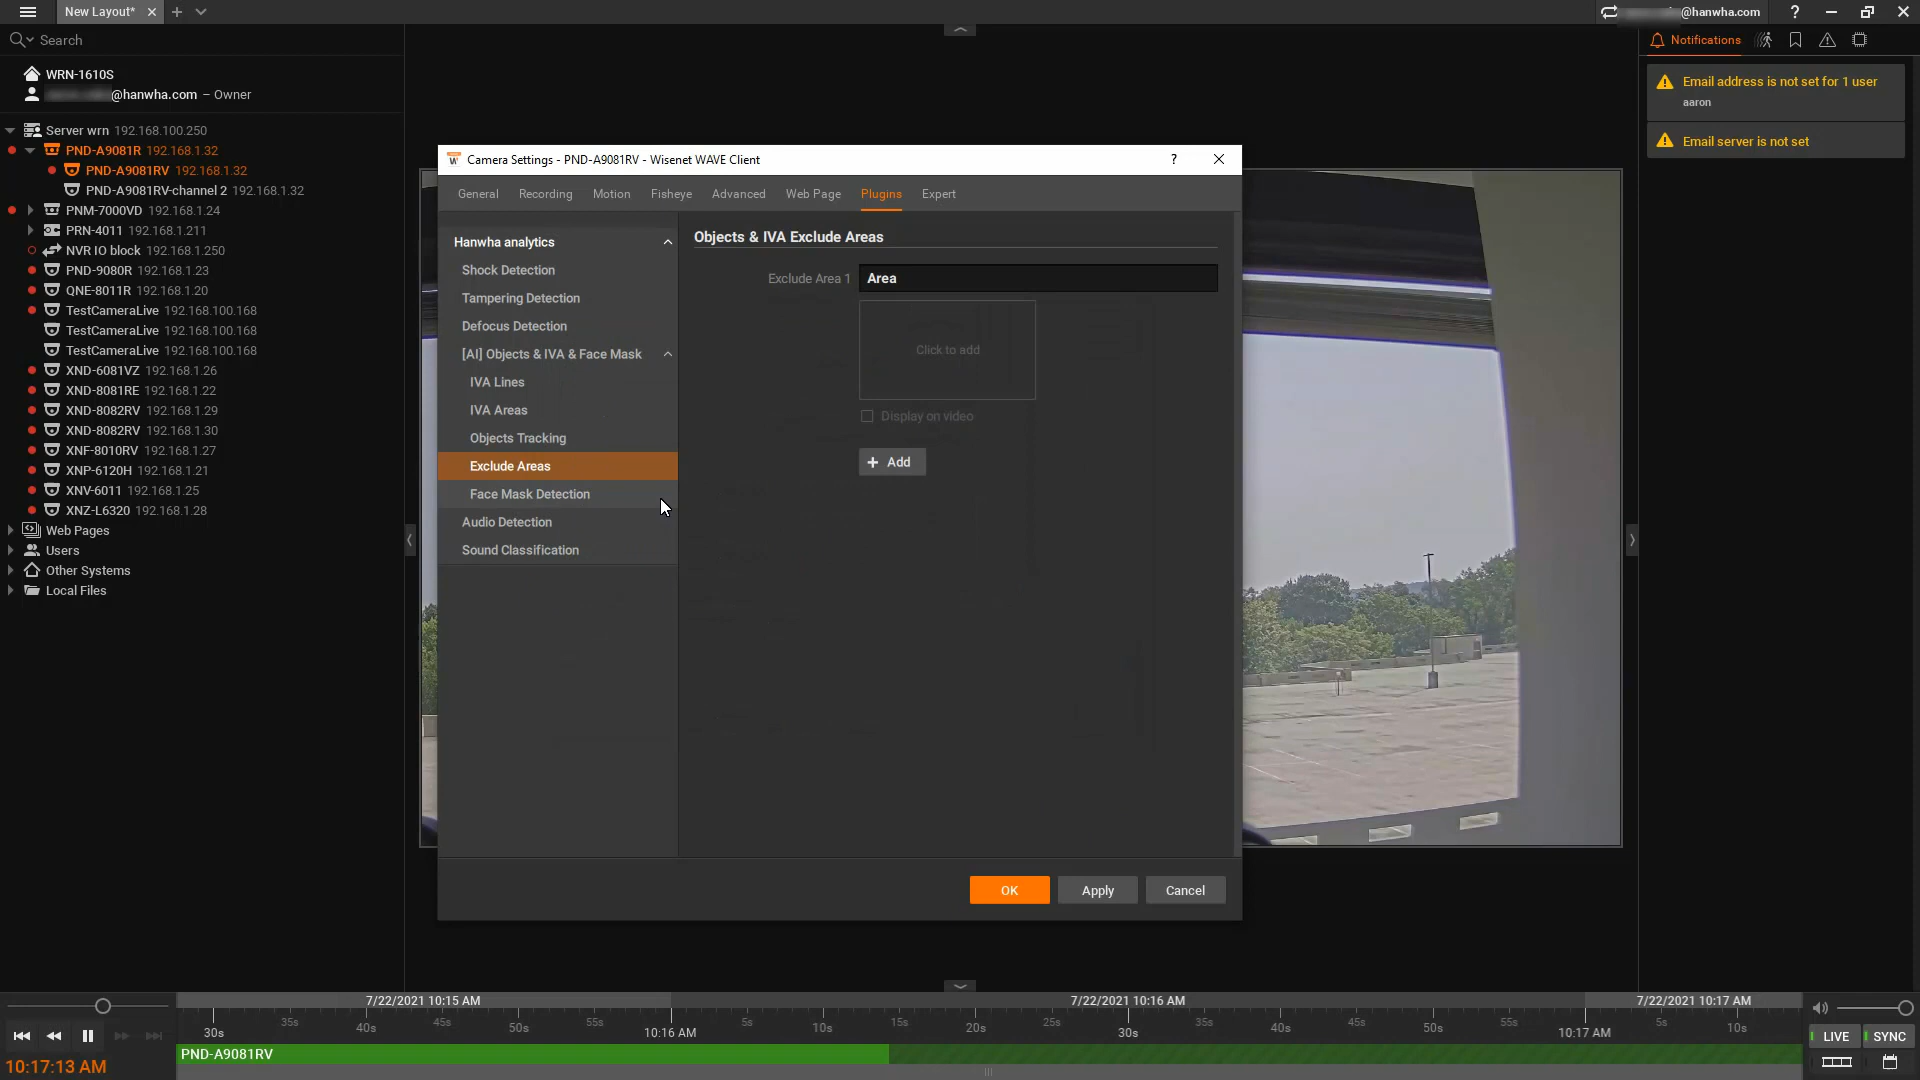 New Layout*
@hanwha.com
?
Search
WRN-1610S
@hanwha.com – Owner
Server wrn 192.168.100.250
PND-A9081R 192.168.1.32
PND-A9081RV 192.168.1.32
PND-A9081RV-channel 2 192.168.1.32
PNM-7000VD 192.168.1.24
PRN-4011 192.168.1.211
NVR IO block 192.168.1.250
PND-9080R 192.168.1.23
QNE-8011R 192.168.1.20
TestCameraLive 192.168.100.168
TestCameraLive 192.168.100.168
TestCameraLive 192.168.100.168
XND-6081VZ 192.168.1.26
XND-8081RE 192.168.1.22
XND-8082RV 192.168.1.29
XND-8082RV 192.168.1.30
XNF-8010RV 192.168.1.27
XNP-6120H 192.168.1.21
XNV-6011 192.168.1.25
XNZ-L6320 192.168.1.28
Web Pages
Users
Other Systems
Local Files
Camera Settings - PND-A9081RV - Wisenet WAVE Client
?
General Recording Motion Fisheye Advanced Web Page Plugins Expert
Hanwha analytics
Shock Detection
Tampering Detection
Defocus Detection
[AI] Objects & IVA & Face Mask
IVA Lines
IVA Areas
Objects Tracking
Exclude Areas
Face Mask Detection
Audio Detection
Sound Classification
Objects & IVA Exclude Areas
Exclude Area 1 Area
Click to add
Display on video
+ Add
OK Apply Cancel
Notifications
Email address is not set for 1 user
aaron
Email server is not set
7/22/2021 10:15 AM 7/22/2021 10:16 AM 7/22/2021 10:17 AM
30s 35s 40s 45s 50s 55s 10:16 AM 5s 10s 15s 20s 25s 30s 35s 40s 45s 50s 55s 10:17 AM 5s 10s
PND-A9081RV
10:17:13 AM
LIVE SYNC